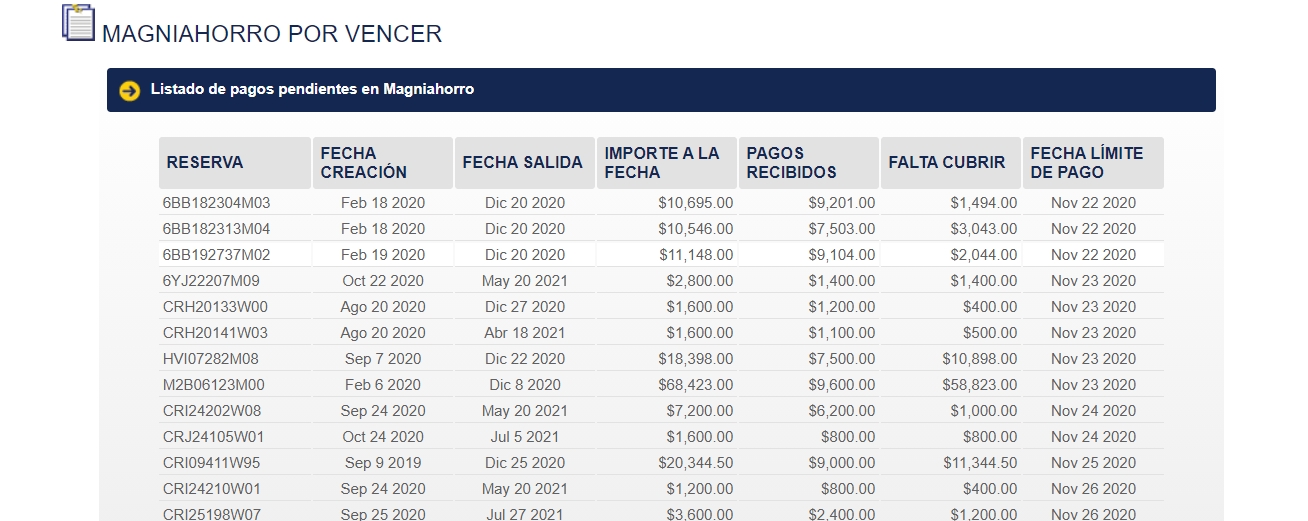 MAGNIAHORRO POR VENCER
Listado de pagos pendientes en Magniahorro
RESERVA FECHA CREACIÓN FECHA SALIDA IMPORTE A LA FECHA PAGOS RECIBIDOS FALTA CUBRIR FECHA LÍMITE DE PAGO
6BB182304M03 Feb 18 2020 Dic 20 2020 $10,695.00 $9,201.00 $1,494.00 Nov 22 2020
6BB182313M04 Feb 18 2020 Dic 20 2020 $10,546.00 $7,503.00 $3,043.00 Nov 22 2020
6BB192737M02 Feb 19 2020 Dic 20 2020 $11,148.00 $9,104.00 $2,044.00 Nov 22 2020
6YJ22207M09 Oct 22 2020 May 20 2021 $2,800.00 $1,400.00 $1,400.00 Nov 23 2020
CRH20133W00 Ago 20 2020 Dic 27 2020 $1,600.00 $1,200.00 $400.00 Nov 23 2020
CRH20141W03 Ago 20 2020 Abr 18 2021 $1,600.00 $1,100.00 $500.00 Nov 23 2020
HVI07282M08 Sep 7 2020 Dic 22 2020 $18,398.00 $7,500.00 $10,898.00 Nov 23 2020
M2B06123M00 Feb 6 2020 Dic 8 2020 $68,423.00 $9,600.00 $58,823.00 Nov 23 2020
CRI24202W08 Sep 24 2020 May 20 2021 $7,200.00 $6,200.00 $1,000.00 Nov 24 2020
CRJ24105W01 Oct 24 2020 Jul 5 2021 $1,600.00 $800.00 $800.00 Nov 24 2020
CRI09411W95 Sep 9 2019 Dic 25 2020 $20,344.50 $9,000.00 $11,344.50 Nov 25 2020
CRI24210W01 Sep 24 2020 May 20 2021 $1,200.00 $800.00 $400.00 Nov 26 2020
CRI25198W07 Sep 25 2020 Jul 27 2021 $3,600.00 $2,400.00 $1,200.00 Nov 26 2020